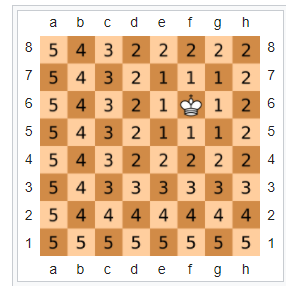 a b c d e f g h
8 5 4 3 2 2 2 2 2 8
7 5 4 3 2 1 1 1 2 7
6 5 4 3 2 1 1 2 6
5 5 4 3 2 1 1 1 2 5
4 5 4 3 2 2 2 2 2 4
3 5 4 3 3 3 3 3 3 3
2 5 4 4 4 4 4 4 4 2
1 5 5 5 5 5 5 5 5 1
a b c d e f g h